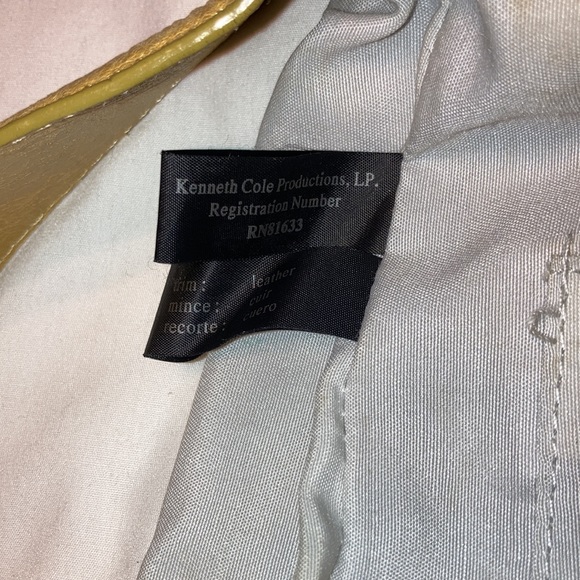 Kenneth Cole Productions, LP.
Registration Number
RN81633
trim : leather
mince : cuir
recorte : cuero